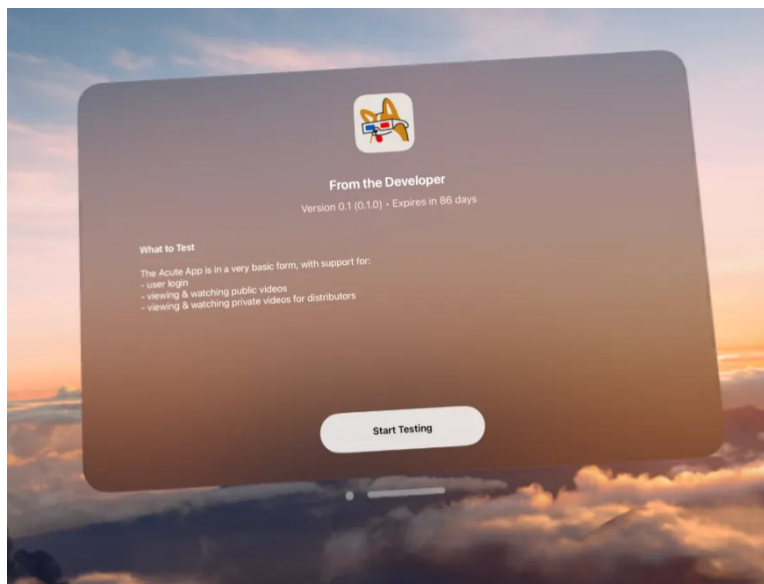 From the Developer
Version 0.1 (0.1.0) • Expires in 86 days
What to Test
The Acute App is in a very basic form, with support for:
- user login
- viewing & watching public videos
- viewing & watching private videos for distributors
Start Testing